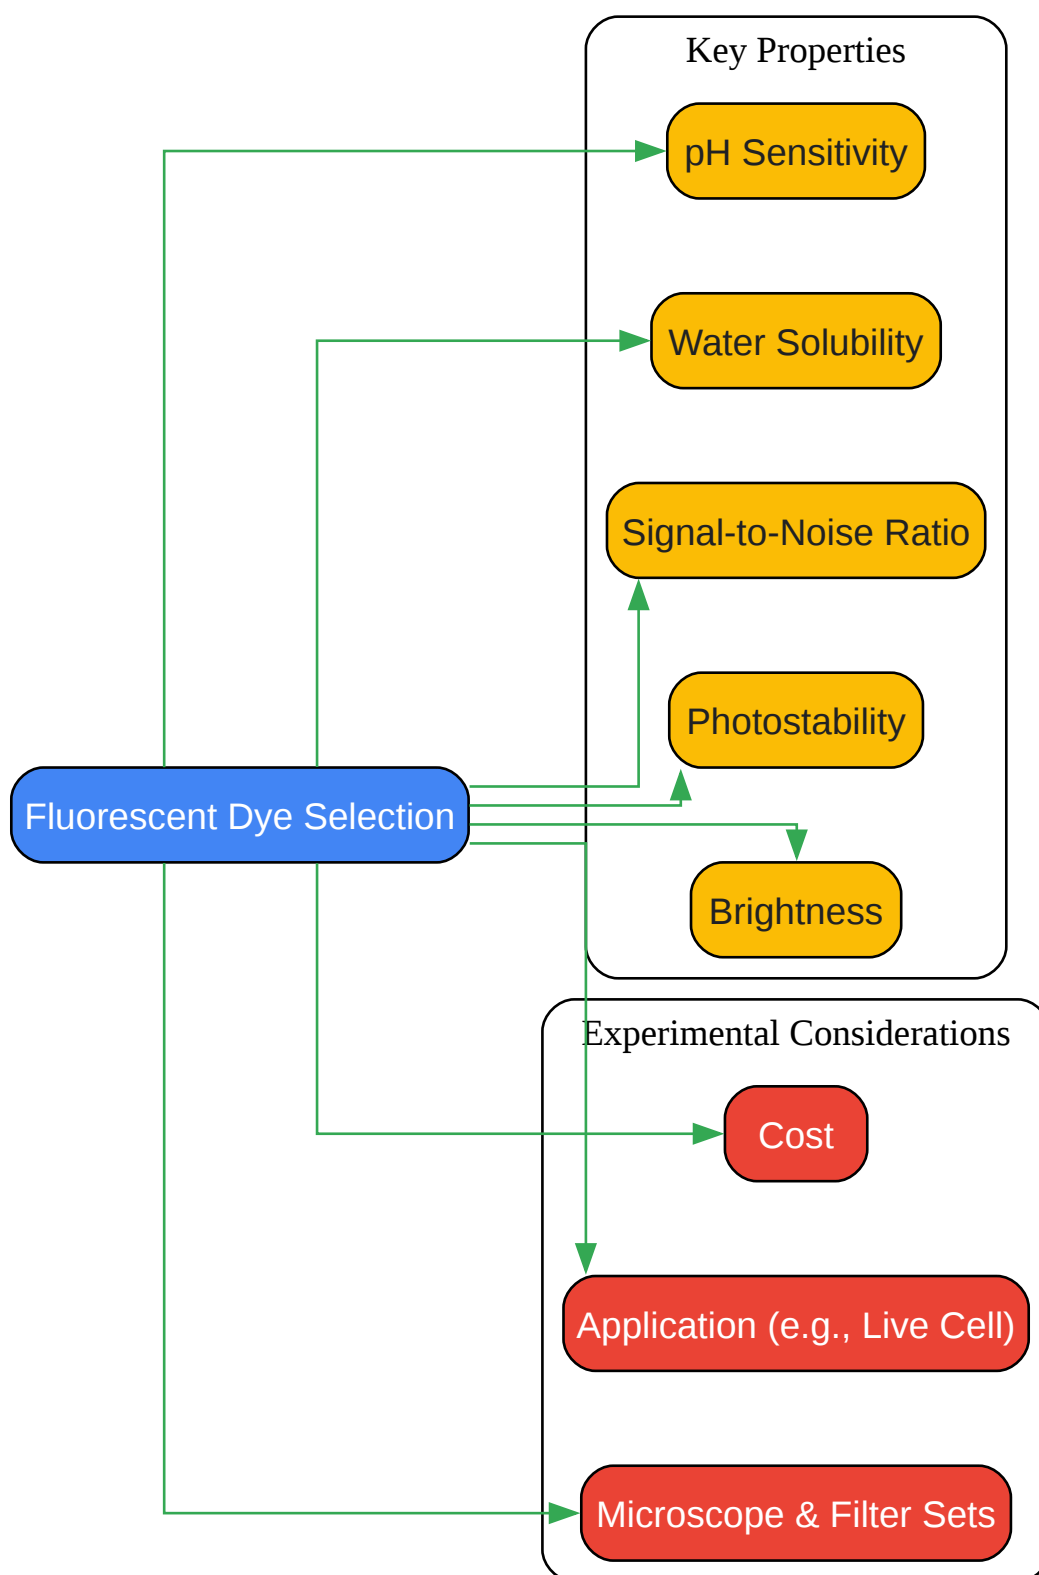 Key Properties
pH Sensitivity
Water Solubility
Signal-to-Noise Ratio
Photostability
Fluorescent Dye Selection
Brightness
Experimental Considerations
Cost
Application (e.g., Live Cell)
Microscope & Filter Sets